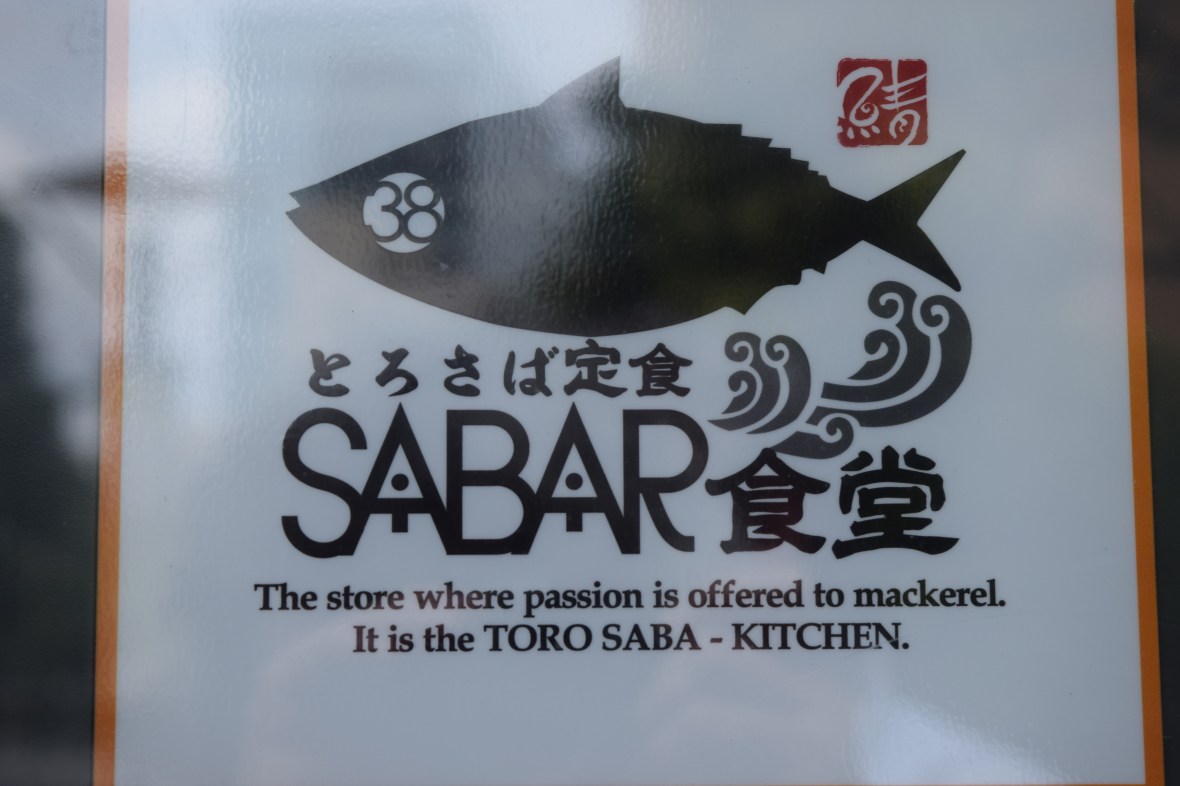 鯖
38
とろさば定食
SABAR食堂
The store where passion is offered to mackerel.
It is the TORO SABA - KITCHEN.